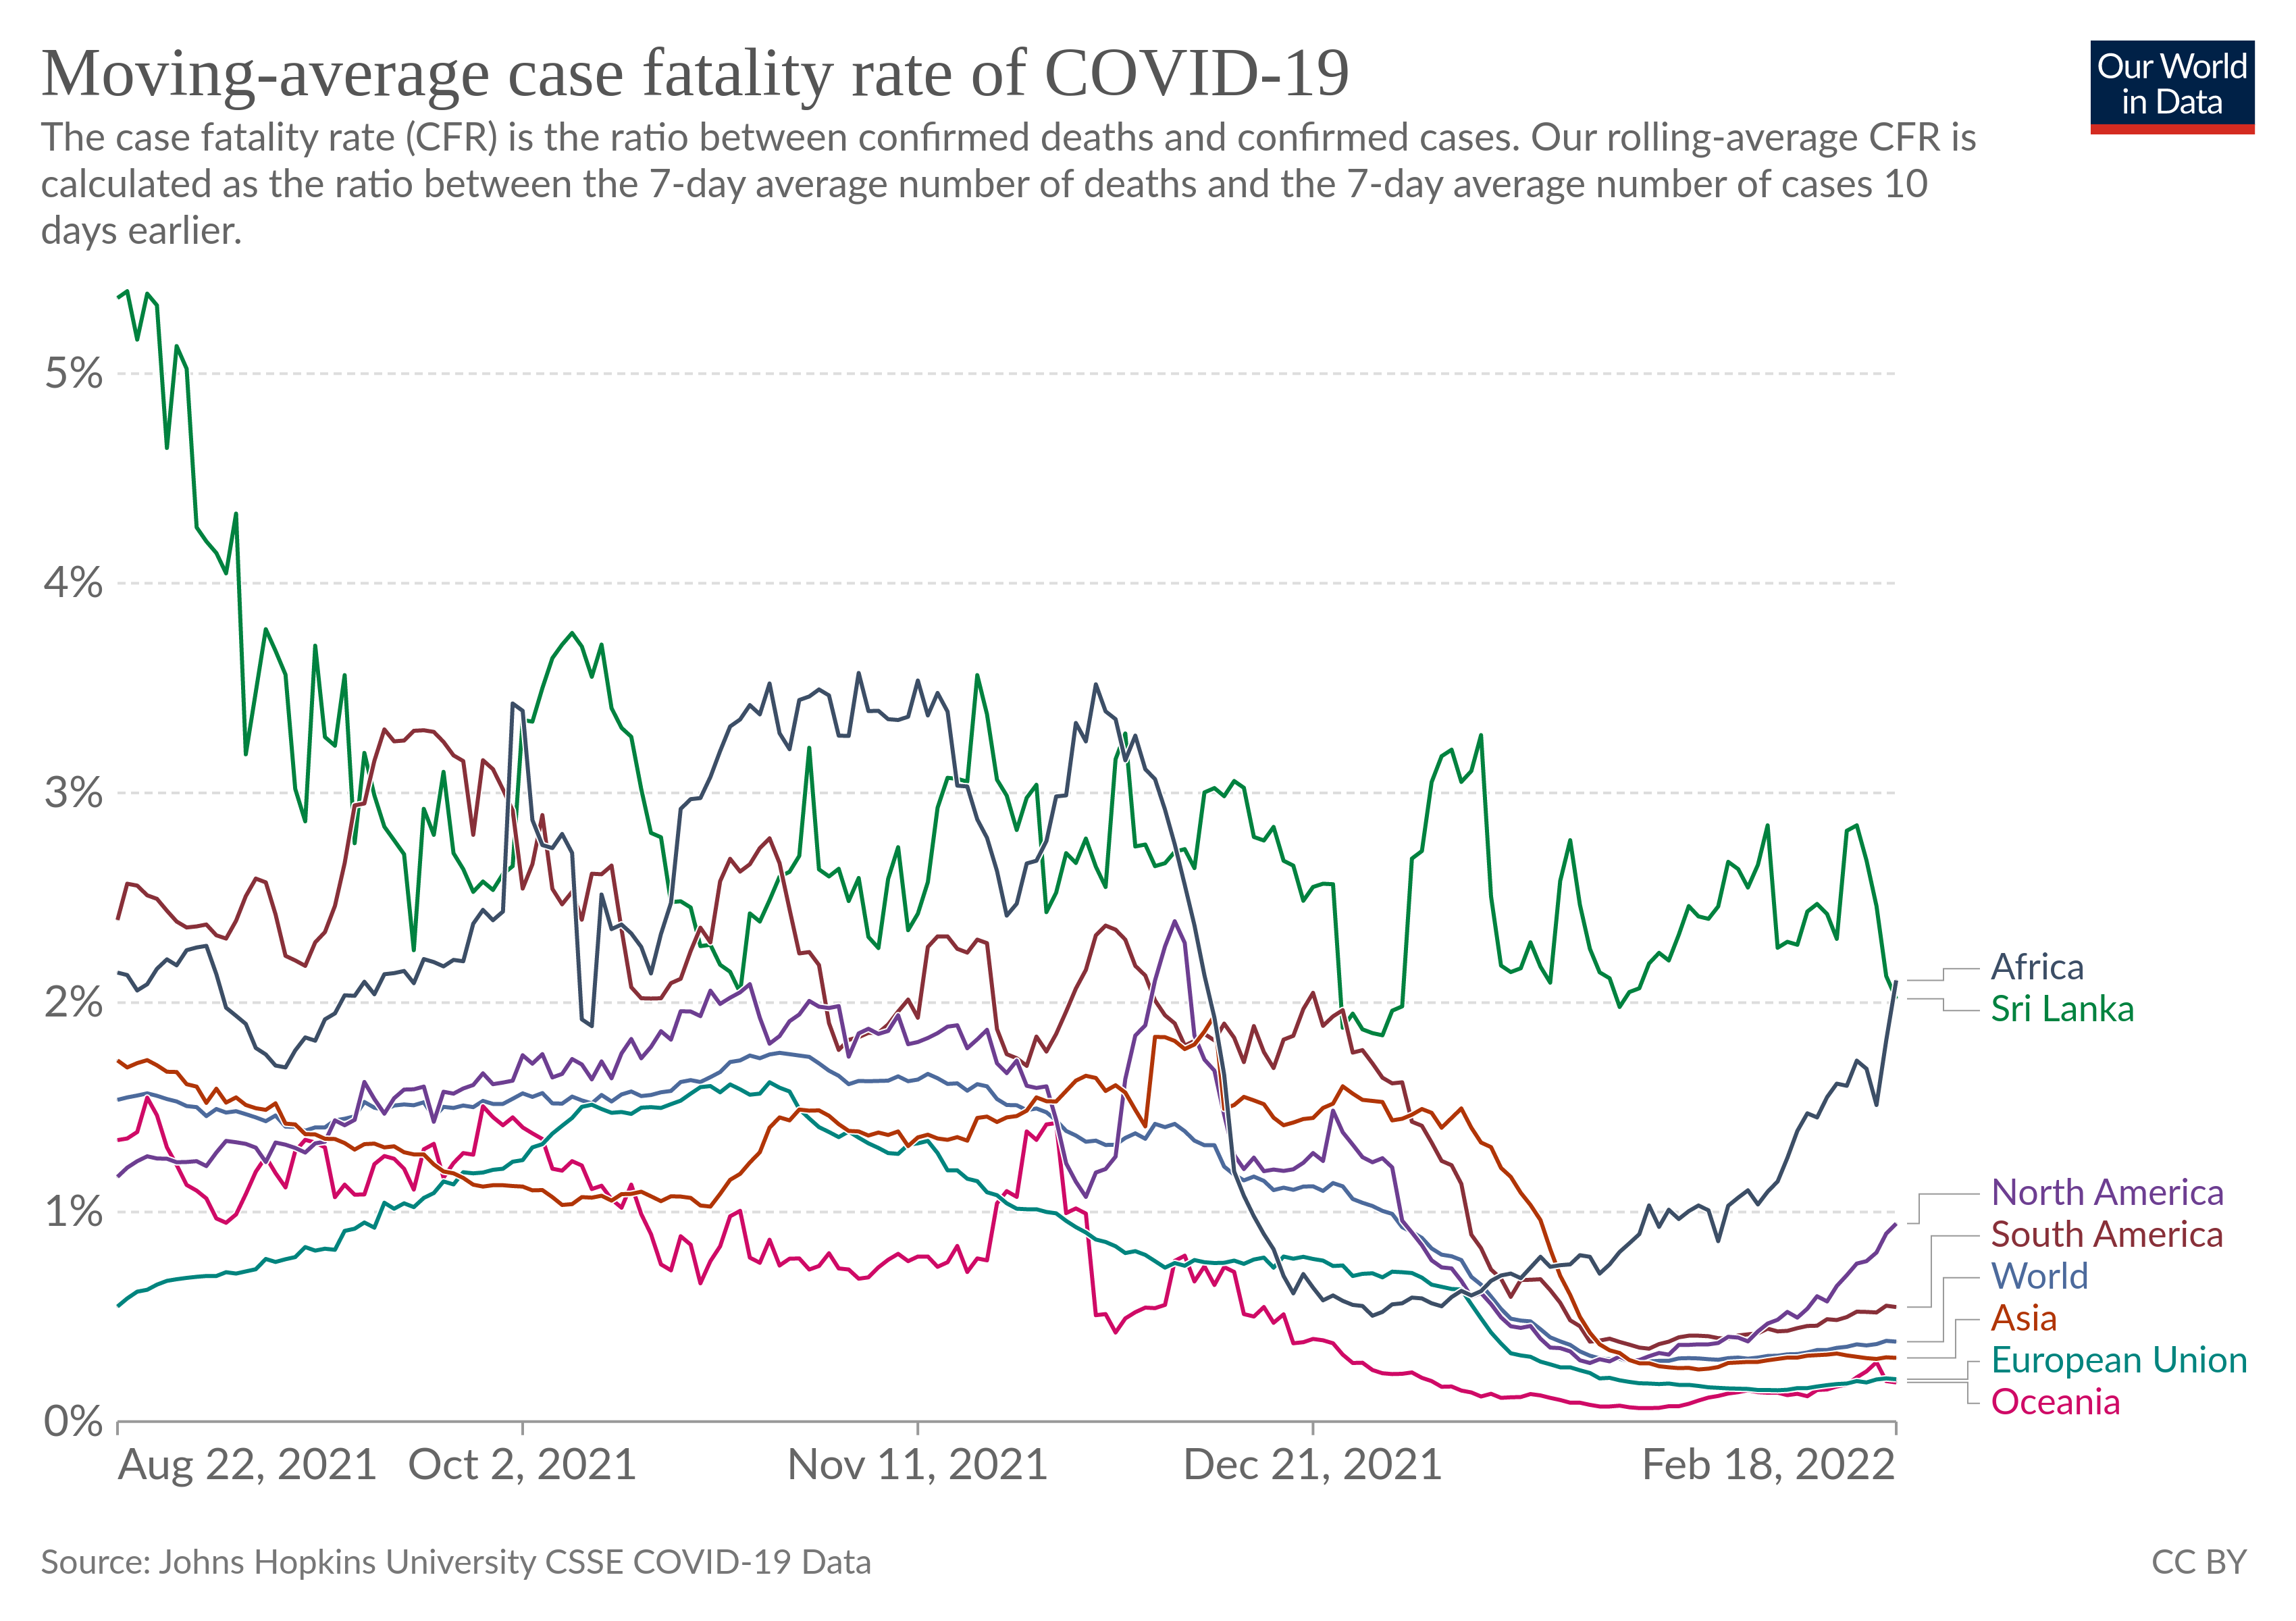 Moving-average case fatality rate of COVID-19
Our World
in Data
The case fatality rate (CFR) is the ratio between confirmed deaths and confirmed cases. Our rolling-average CFR is
calculated as the ratio between the 7-day average number of deaths and the 7-day average number of cases 10
days earlier.
5%
4%
3%
2%
1%
0%
Africa
Sri Lanka
North America
South America
World
Asia
European Union
Oceania
Aug 22, 2021
Oct 2, 2021
Nov 11, 2021
Dec 21, 2021
Feb 18, 2022
Source: Johns Hopkins University CSSE COVID-19 Data
CC BY